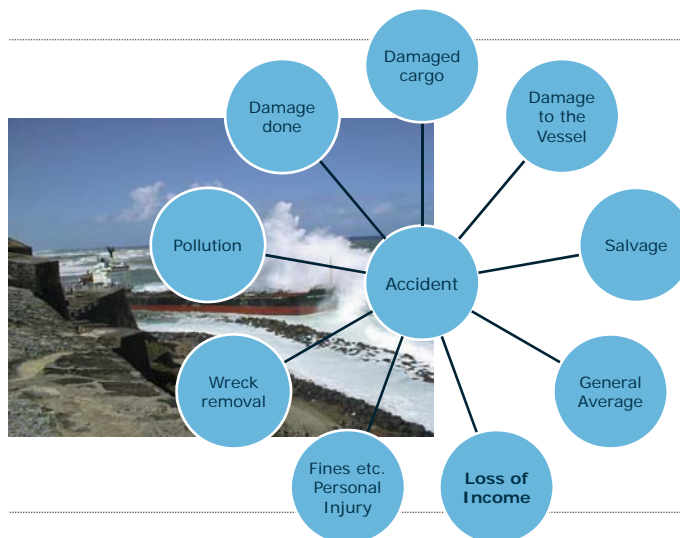 Damaged
cargo
Damage
to the
Vessel
Salvage
General
Average
Loss of
Income
Fines etc.
Personal
Injury
Wreck
removal
Pollution
Damage
done
Accident